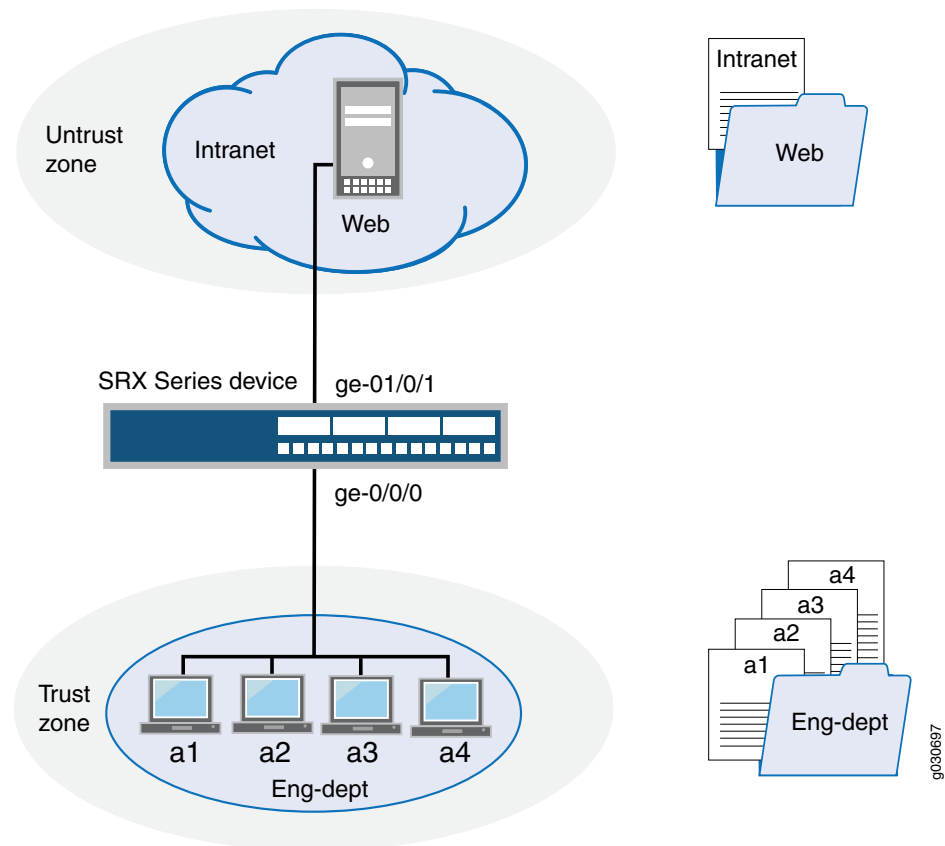 Intranet
Untrust
zone
Intranet
Web
Web
SRX Series device
ge-01/0/1
ge-0/0/0
a4
a3
a2
a1
Trust
zone
a1
a2
a3
a4
Eng-dept
Eng-dept
g030697